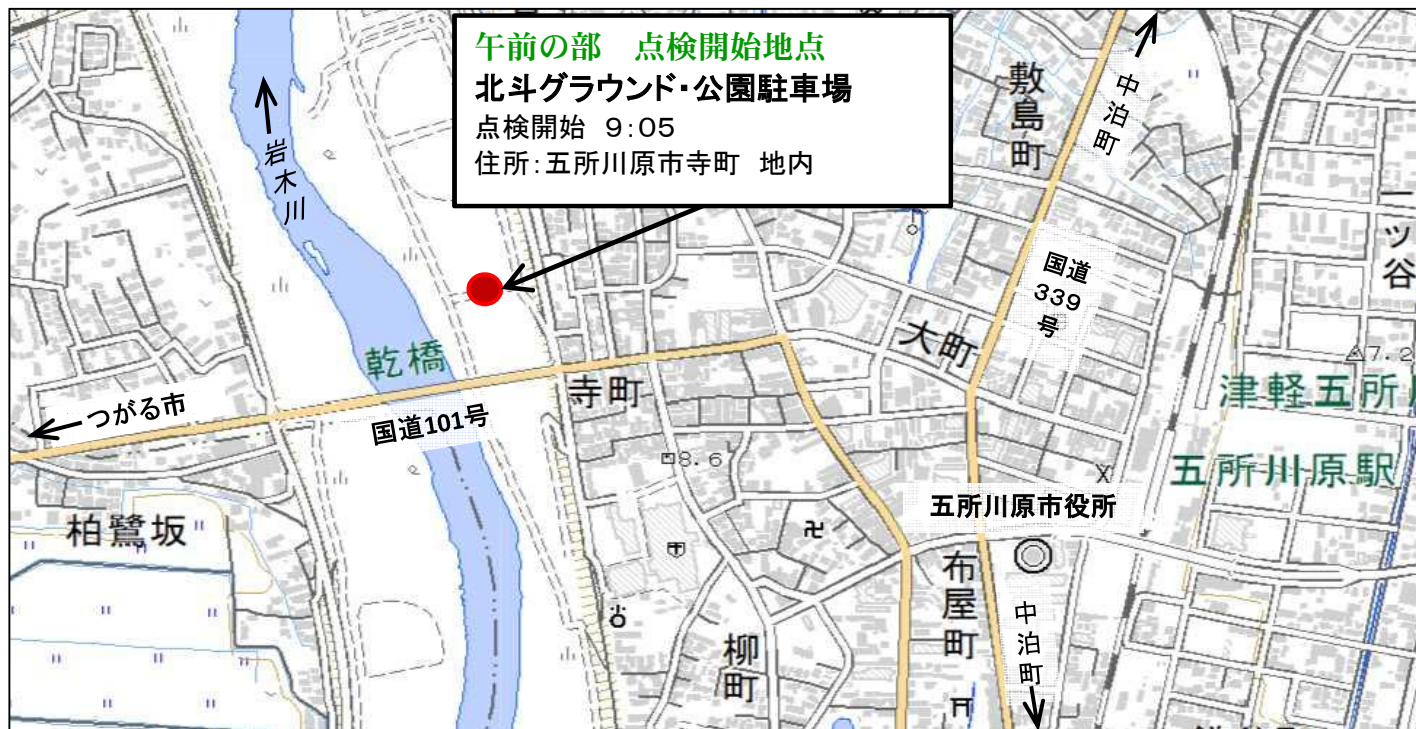 午前の部　点検開始地点
北斗グラウンド・公園駐車場
点検開始 9:05
住所:五所川原市寺町 地内
岩木川
敷島町
中泊町
一ツ谷
国道
339
号
大町
7.2
乾橋
寺町
つがる市
国道101号
津軽五所川
8.6
五所川原駅
五所川原市役所
柏鷺坂
布屋町
中泊町
柳町